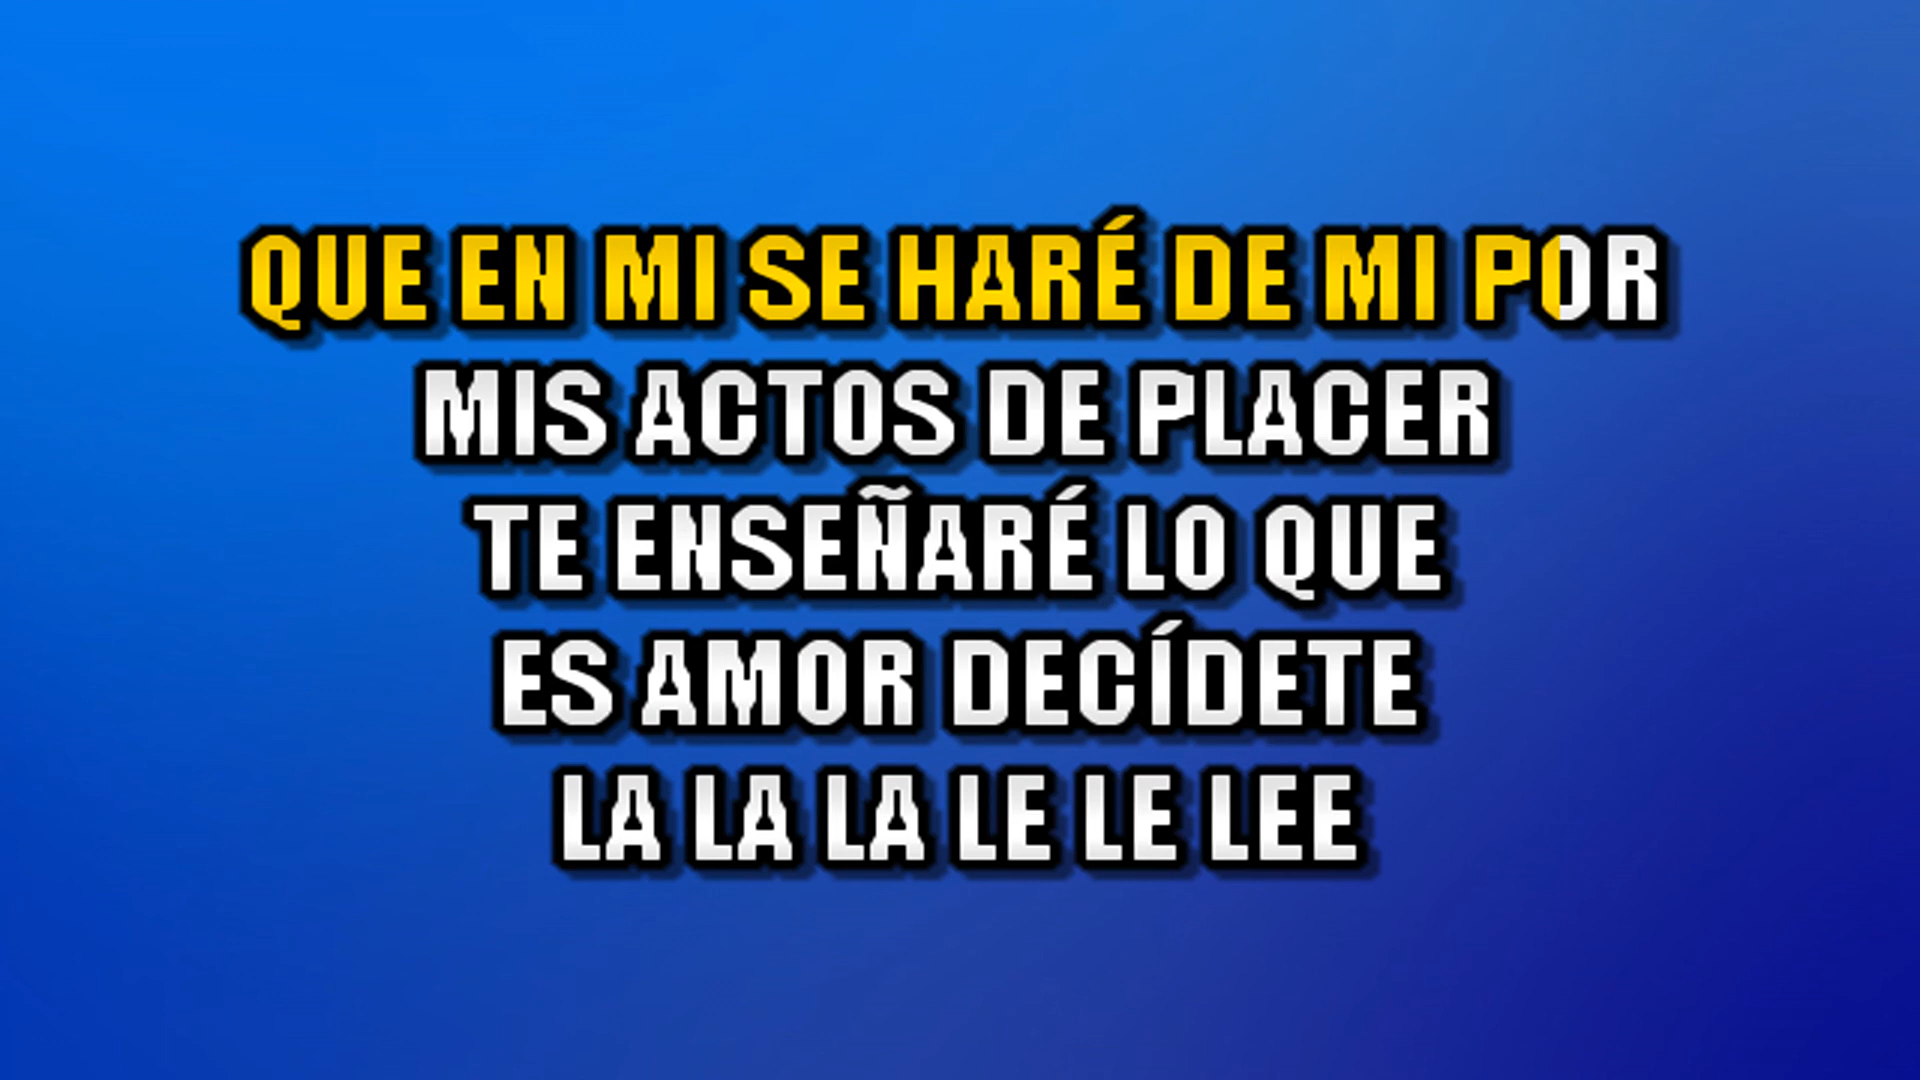 QUE EN MI SE HARÉ DE MI POR
MIS ACTOS DE PLACER
TE ENSEÑARÉ LO QUE
ES AMOR DECÍDETE
LA LA LA LE LE LEE